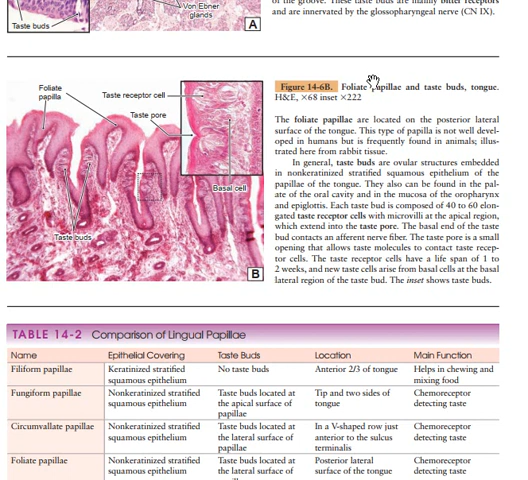 of the groove. These taste buds are mainly bitter receptors
and are innervated by the glossopharyngeal nerve (CN IX).
Taste buds
Von Ebner
glands
A
Foliate
papilla
Taste receptor cell
Taste pore
Basal cell
Taste buds
B
Figure 14-6B. Foliate papillae and taste buds, tongue.
H&E, ×68 inset ×222
The foliate papillae are located on the posterior lateral
surface of the tongue. This type of papilla is not well devel-
oped in humans but is frequently found in animals; illus-
trated here from rabbit tissue.
In general, taste buds are ovular structures embedded
in nonkeratinized stratified squamous epithelium of the
papillae of the tongue. They also can be found in the pal-
ate of the oral cavity and in the mucosa of the oropharynx
and epiglottis. Each taste bud is composed of 40 to 60 elon-
gated taste receptor cells with microvilli at the apical region,
which extend into the taste pore. The basal end of the taste
bud contacts an afferent nerve fiber. The taste pore is a small
opening that allows taste molecules to contact taste recep-
tor cells. The taste receptor cells have a life span of 1 to
2 weeks, and new taste cells arise from basal cells at the basal
lateral region of the taste bud. The inset shows taste buds.
TABLE 14-2 Comparison of Lingual Papillae
Name Epithelial Covering Taste Buds Location Main Function
Filiform papillae Keratinized stratified No taste buds Anterior 2/3 of tongue Helps in chewing and
squamous epithelium mixing food
Fungiform papillae Nonkeratinized stratified Taste buds located at Tip and two sides of Chemoreceptor
squamous epithelium the apical surface of tongue detecting taste
papillae
Circumvallate papillae Nonkeratinized stratified Taste buds located at In a V-shaped row just Chemoreceptor
squamous epithelium the lateral surface of anterior to the sulcus detecting taste
papillae terminalis
Foliate papillae Nonkeratinized stratified Taste buds located at Posterior lateral Chemoreceptor
squamous epithelium the lateral surface of surface of the tongue detecting taste